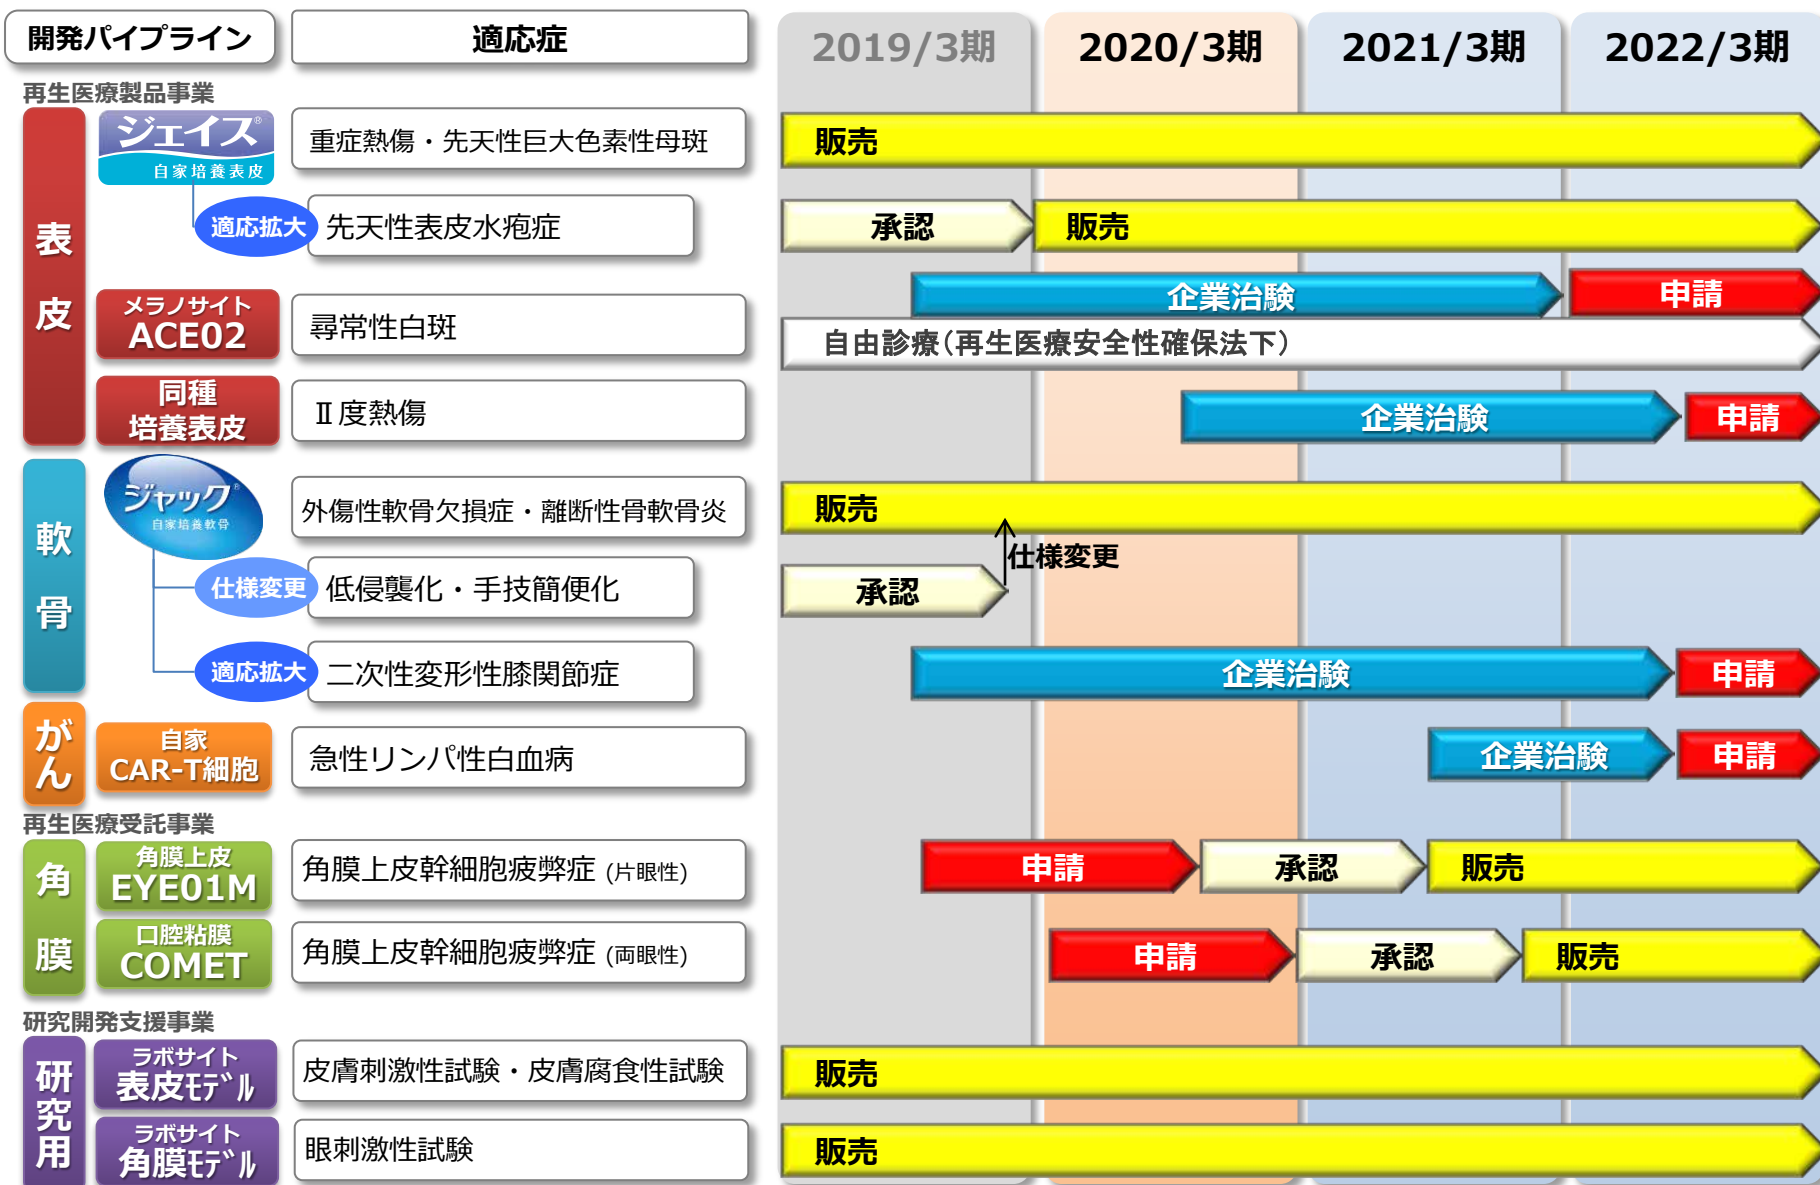 開発パイプライン 適応症 2019/3期 2020/3期 2021/3期 2022/3期
再生医療製品事業
表皮
ジェイス®
自家培養表皮
重症熱傷・先天性巨大色素性母斑
販売
適応拡大 先天性表皮水疱症 承認 販売
メラノサイト
ACE02
尋常性白斑
企業治験 申請
自由診療(再生医療安全性確保法下)
同種
培養表皮
Ⅱ度熱傷
企業治験 申請
軟骨
ジャック®
自家培養軟骨
外傷性軟骨欠損症・離断性骨軟骨炎
販売
仕様変更
仕様変更 低侵襲化・手技簡便化 承認
適応拡大 二次性変形性膝関節症 企業治験 申請
がん
自家
CAR-T細胞
急性リンパ性白血病
企業治験 申請
再生医療受託事業
角膜
角膜上皮
EYE01M
角膜上皮幹細胞疲弊症 (片眼性)
申請 承認 販売
口腔粘膜
COMET
角膜上皮幹細胞疲弊症 (両眼性)
申請 承認 販売
研究開発支援事業
研究用
ラボサイト
表皮ﾓﾃﾞﾙ
皮膚刺激性試験・皮膚腐食性試験
販売
ラボサイト
角膜ﾓﾃﾞﾙ
眼刺激性試験
販売